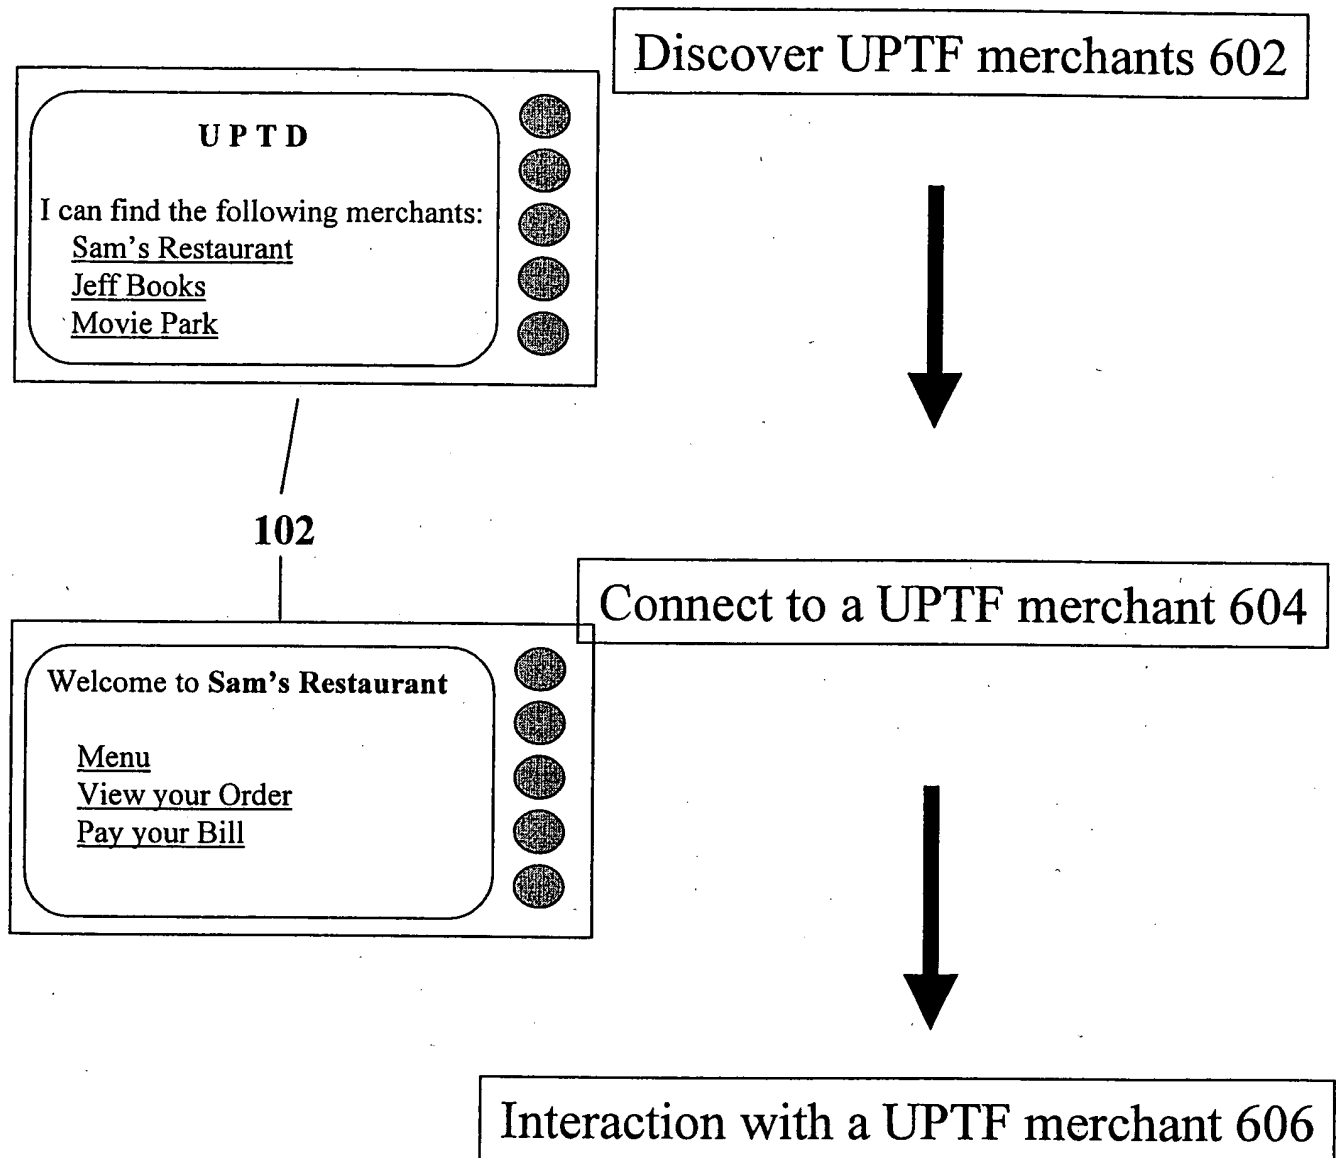 Discover UPTF merchants 602
U P T D
I can find the following merchants:
Sam's Restaurant
Jeff Books
Movie Park
102
Connect to a UPTF merchant 604
Welcome to Sam's Restaurant
Menu
View your Order
Pay your Bill
Interaction with a UPTF merchant 606